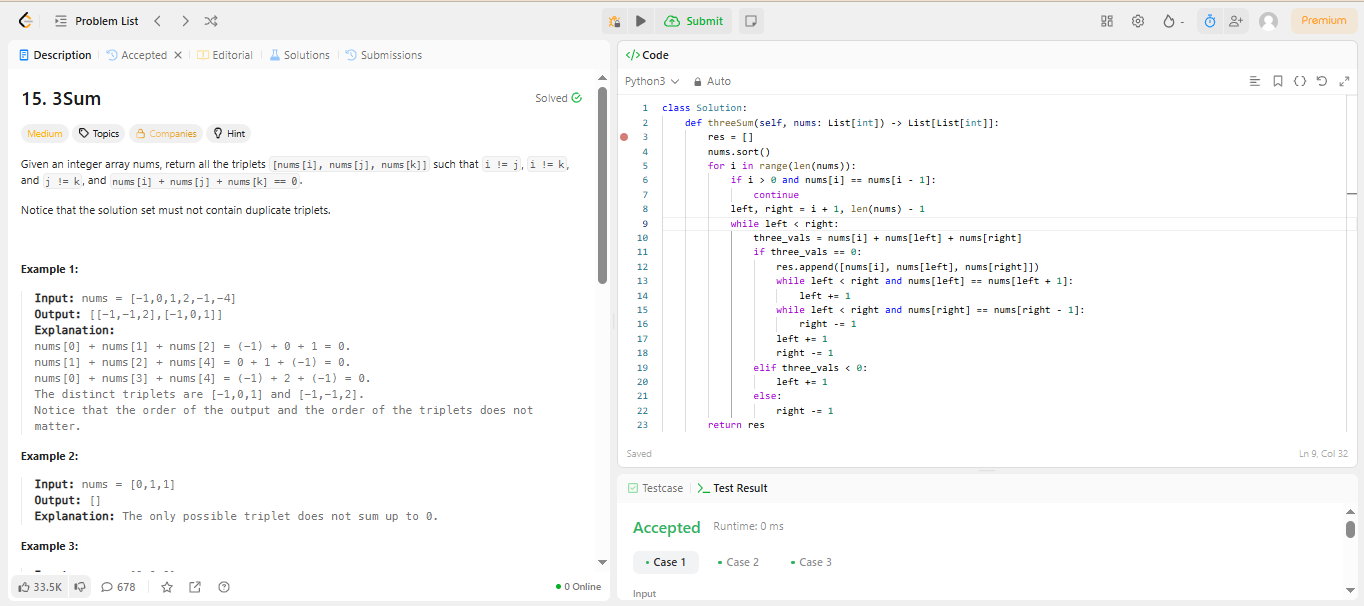 Problem List
Submit
-
Premium
Description
Accepted
Editorial
Solutions
Submissions
15. 3Sum
Solved
Medium
Topics
Companies
Hint
Given an integer array nums, return all the triplets [nums[i], nums[j], nums[k]] such that i != j, i != k,
and j != k, and nums[i] + nums[j] + nums[k] == 0.
Notice that the solution set must not contain duplicate triplets.
Example 1:
Input: nums = [-1,0,1,2,-1,-4]
Output: [[-1,-1,2],[-1,0,1]]
Explanation:
nums[0] + nums[1] + nums[2] = (-1) + 0 + 1 = 0.
nums[1] + nums[2] + nums[4] = 0 + 1 + (-1) = 0.
nums[0] + nums[3] + nums[4] = (-1) + 2 + (-1) = 0.
The distinct triplets are [-1,0,1] and [-1,-1,2].
Notice that the order of the output and the order of the triplets does not
matter.
Example 2:
Input: nums = [0,1,1]
Output: []
Explanation: The only possible triplet does not sum up to 0.
Example 3:
33.5K
678
0 Online
</> Code
Python3
Auto
1 class Solution:
2     def threeSum(self, nums: List[int]) -> List[List[int]]:
3         res = []
4         nums.sort()
5         for i in range(len(nums)):
6             if i > 0 and nums[i] == nums[i - 1]:
7                 continue
8             left, right = i + 1, len(nums) - 1
9             while left < right:
10                 three_vals = nums[i] + nums[left] + nums[right]
11                 if three_vals == 0:
12                     res.append([nums[i], nums[left], nums[right]])
13                     while left < right and nums[left] == nums[left + 1]:
14                         left += 1
15                     while left < right and nums[right] == nums[right - 1]:
16                         right -= 1
17                     left += 1
18                     right -= 1
19                 elif three_vals < 0:
20                     left += 1
21                 else:
22                     right -= 1
23         return res
Saved
Ln 9, Col 32
Testcase
>_ Test Result
Accepted
Runtime: 0 ms
• Case 1
• Case 2
• Case 3
Input